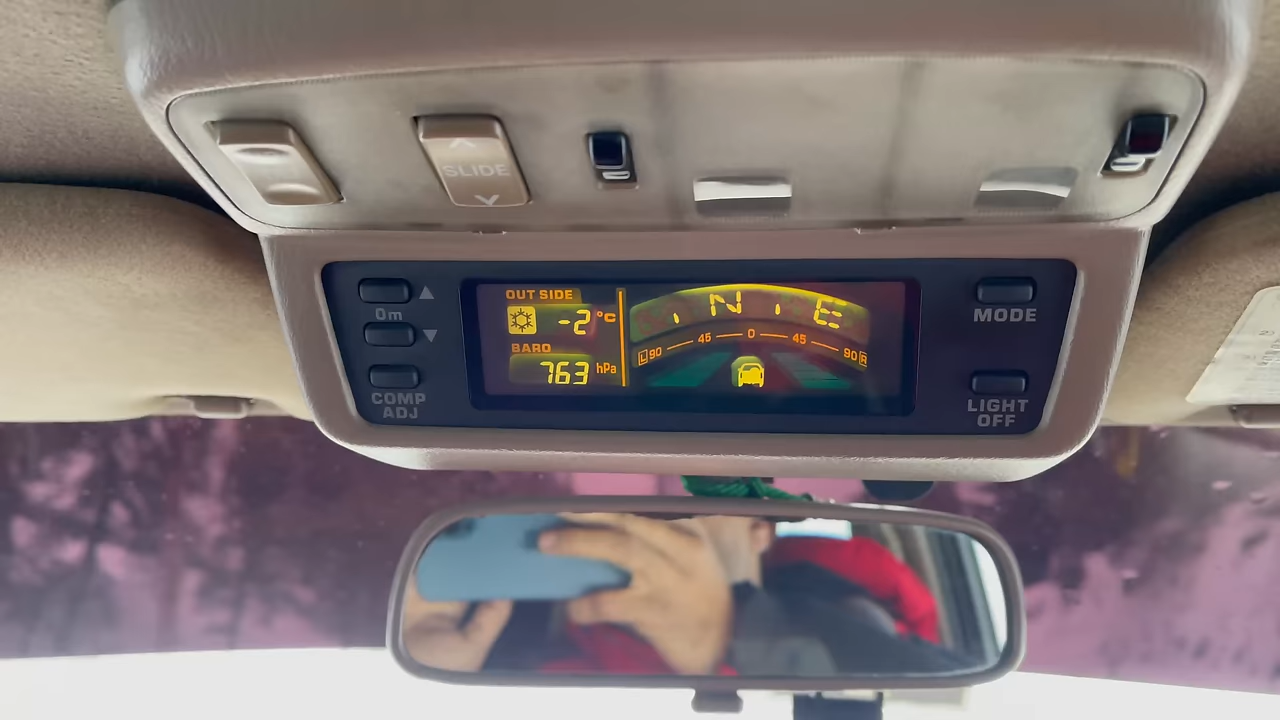 SLIDE
OUT SIDE
-2 °C
BARO
763 hPa
N E
L 90 45 0 45 90 R
0m
COMP
ADJ
MODE
LIGHT
OFF